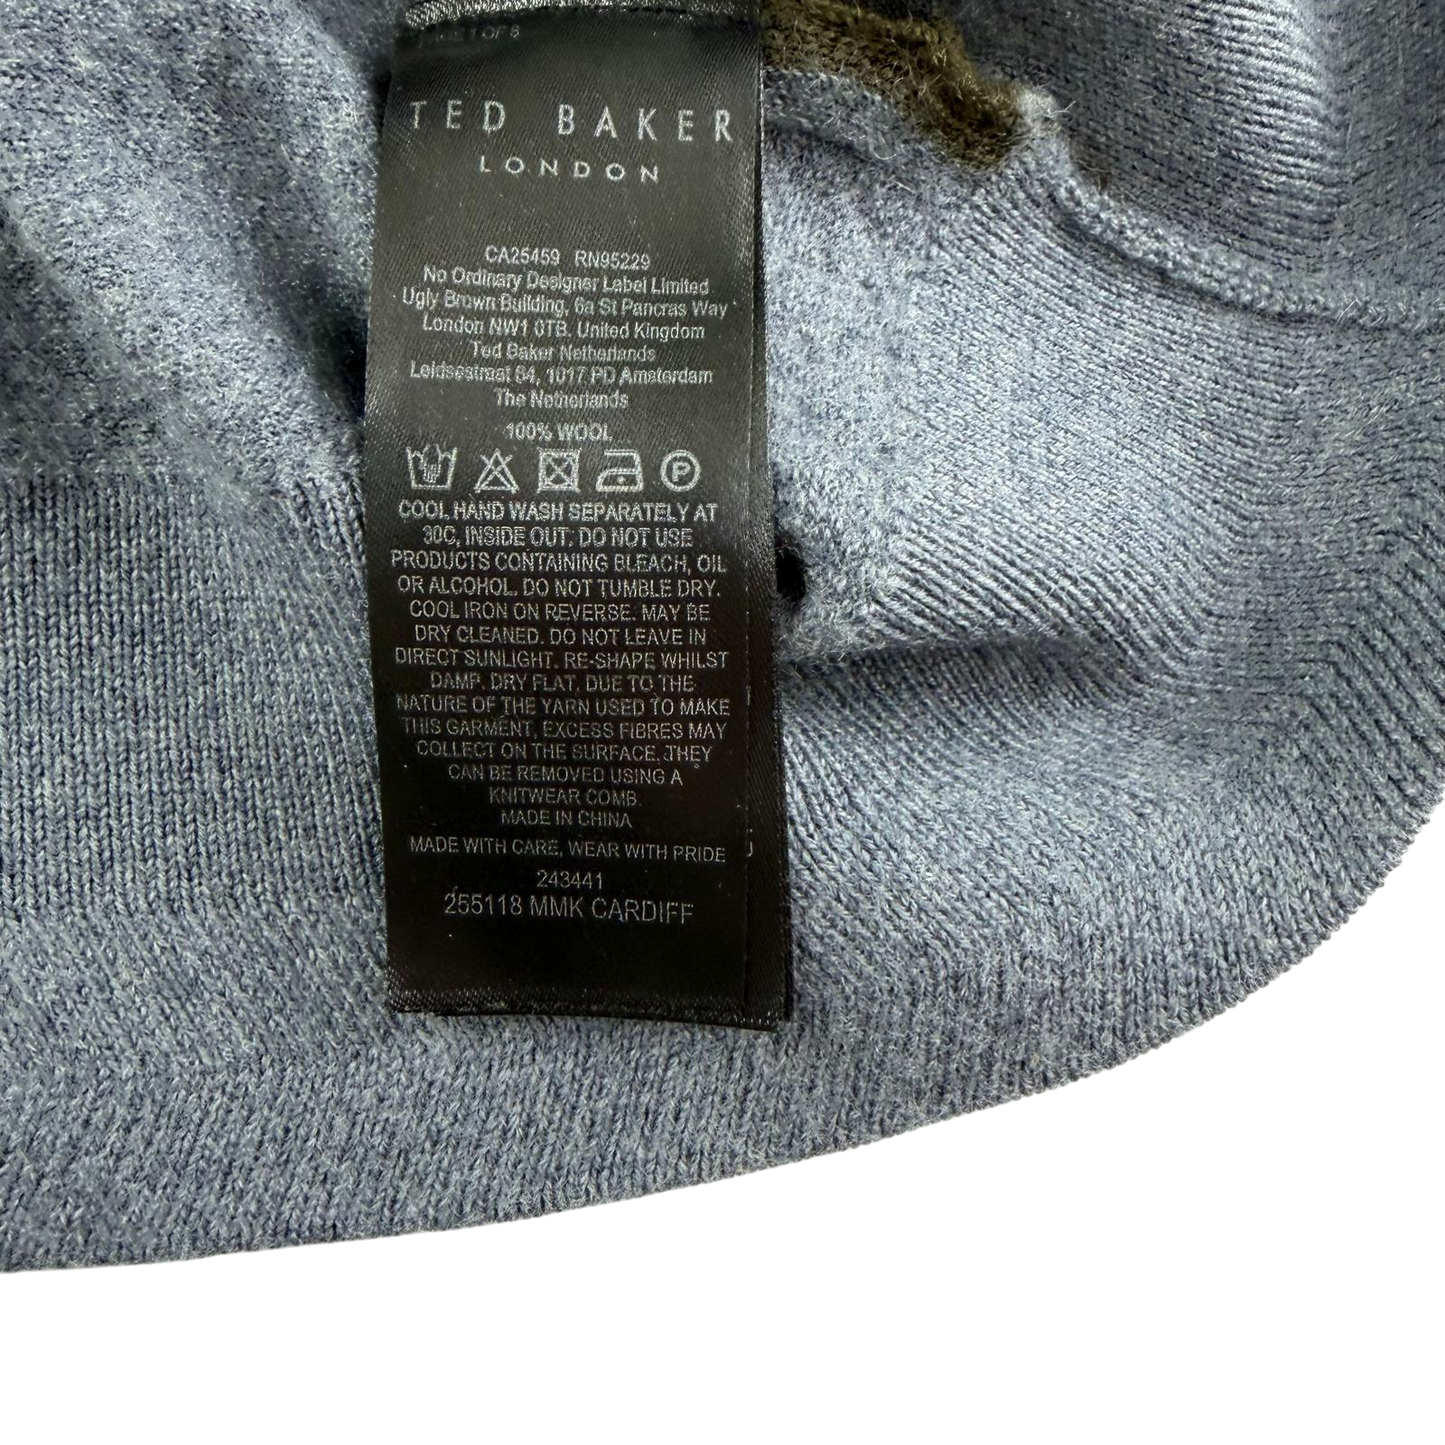 OF 8
TED BAKER
LONDON
CA25459 RN95229
No Ordinary Designer Label Limited
Ugly Brown Building, 6a St Pancras Way
London NW1 0TB. United Kingdom
Ted Baker Netherlands
Leidsestraat 64, 1017 PD Amsterdam
The Netherlands
100% WOOL
P
COOL HAND WASH SEPARATELY AT
30C, INSIDE OUT. DO NOT USE
PRODUCTS CONTAINING BLEACH, OIL
OR ALCOHOL. DO NOT TUMBLE DRY.
COOL IRON ON REVERSE. MAY BE
DRY CLEANED. DO NOT LEAVE IN
DIRECT SUNLIGHT. RE-SHAPE WHILST
DAMP. DRY FLAT. DUE TO THE
NATURE OF THE YARN USED TO MAKE
THIS GARMENT, EXCESS FIBRES MAY
COLLECT ON THE SURFACE. THEY
CAN BE REMOVED USING A
KNITWEAR COMB.
MADE IN CHINA
MADE WITH CARE, WEAR WITH PRIDE
243441
255118 MMK CARDIFF